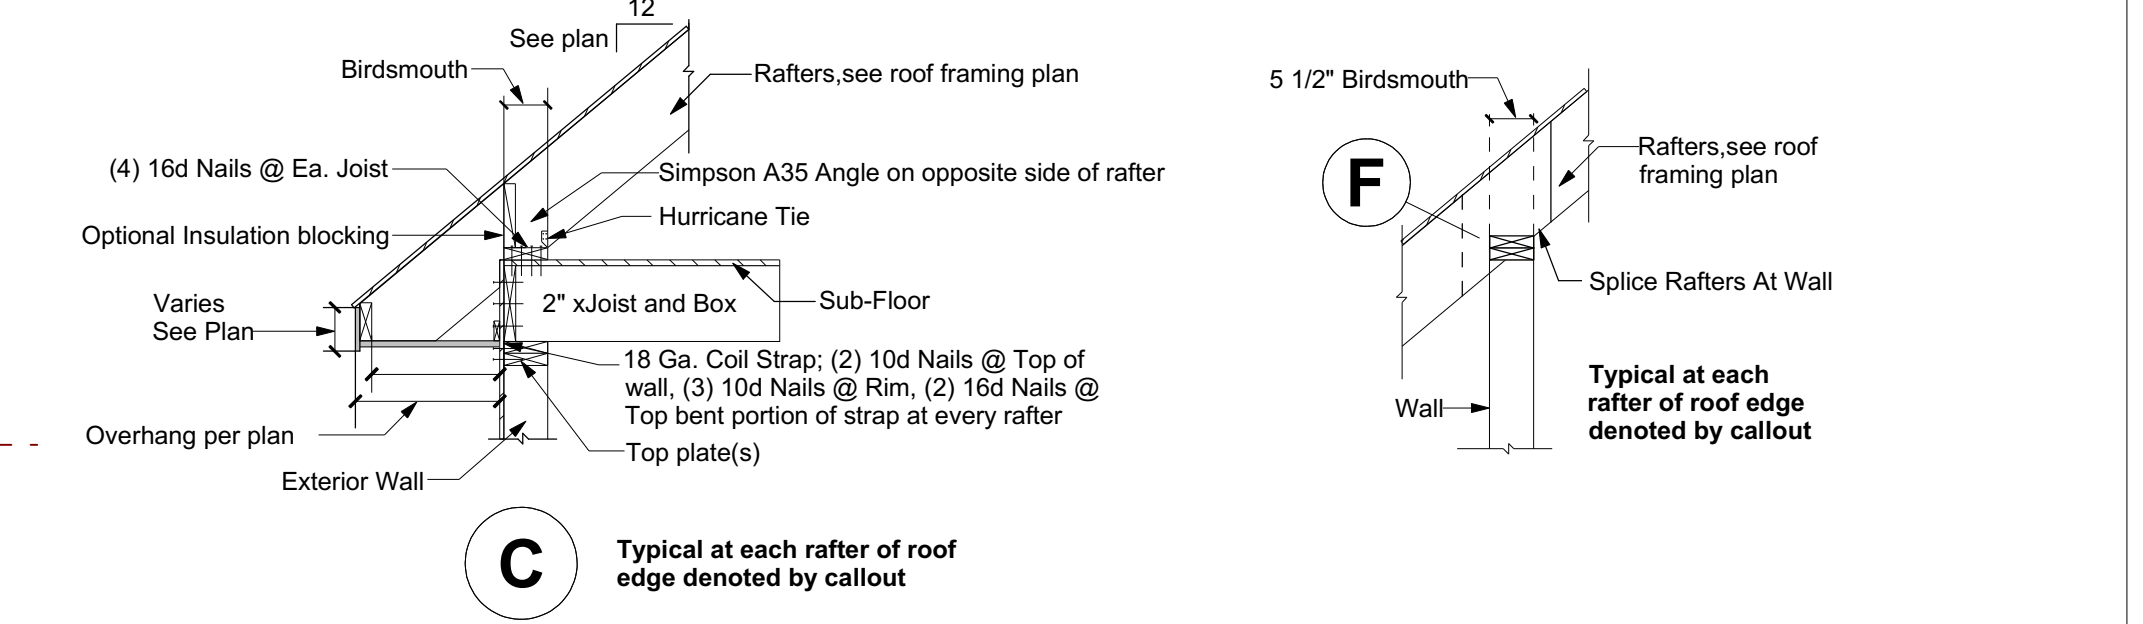 12
See plan
Birdsmouth
Rafters,see roof framing plan
(4) 16d Nails @ Ea. Joist
Simpson A35 Angle on opposite side of rafter
Hurricane Tie
Optional Insulation blocking
Sub-Floor
2" xJoist and Box
Varies
See Plan
18 Ga. Coil Strap; (2) 10d Nails @ Top of
wall, (3) 10d Nails @ Rim, (2) 16d Nails @
Top bent portion of strap at every rafter
Overhang per plan
Top plate(s)
Exterior Wall
C
Typical at each rafter of roof
edge denoted by callout
5 1/2" Birdsmouth
F
Rafters,see roof
framing plan
Splice Rafters At Wall
Wall
Typical at each
rafter of roof edge
denoted by callout